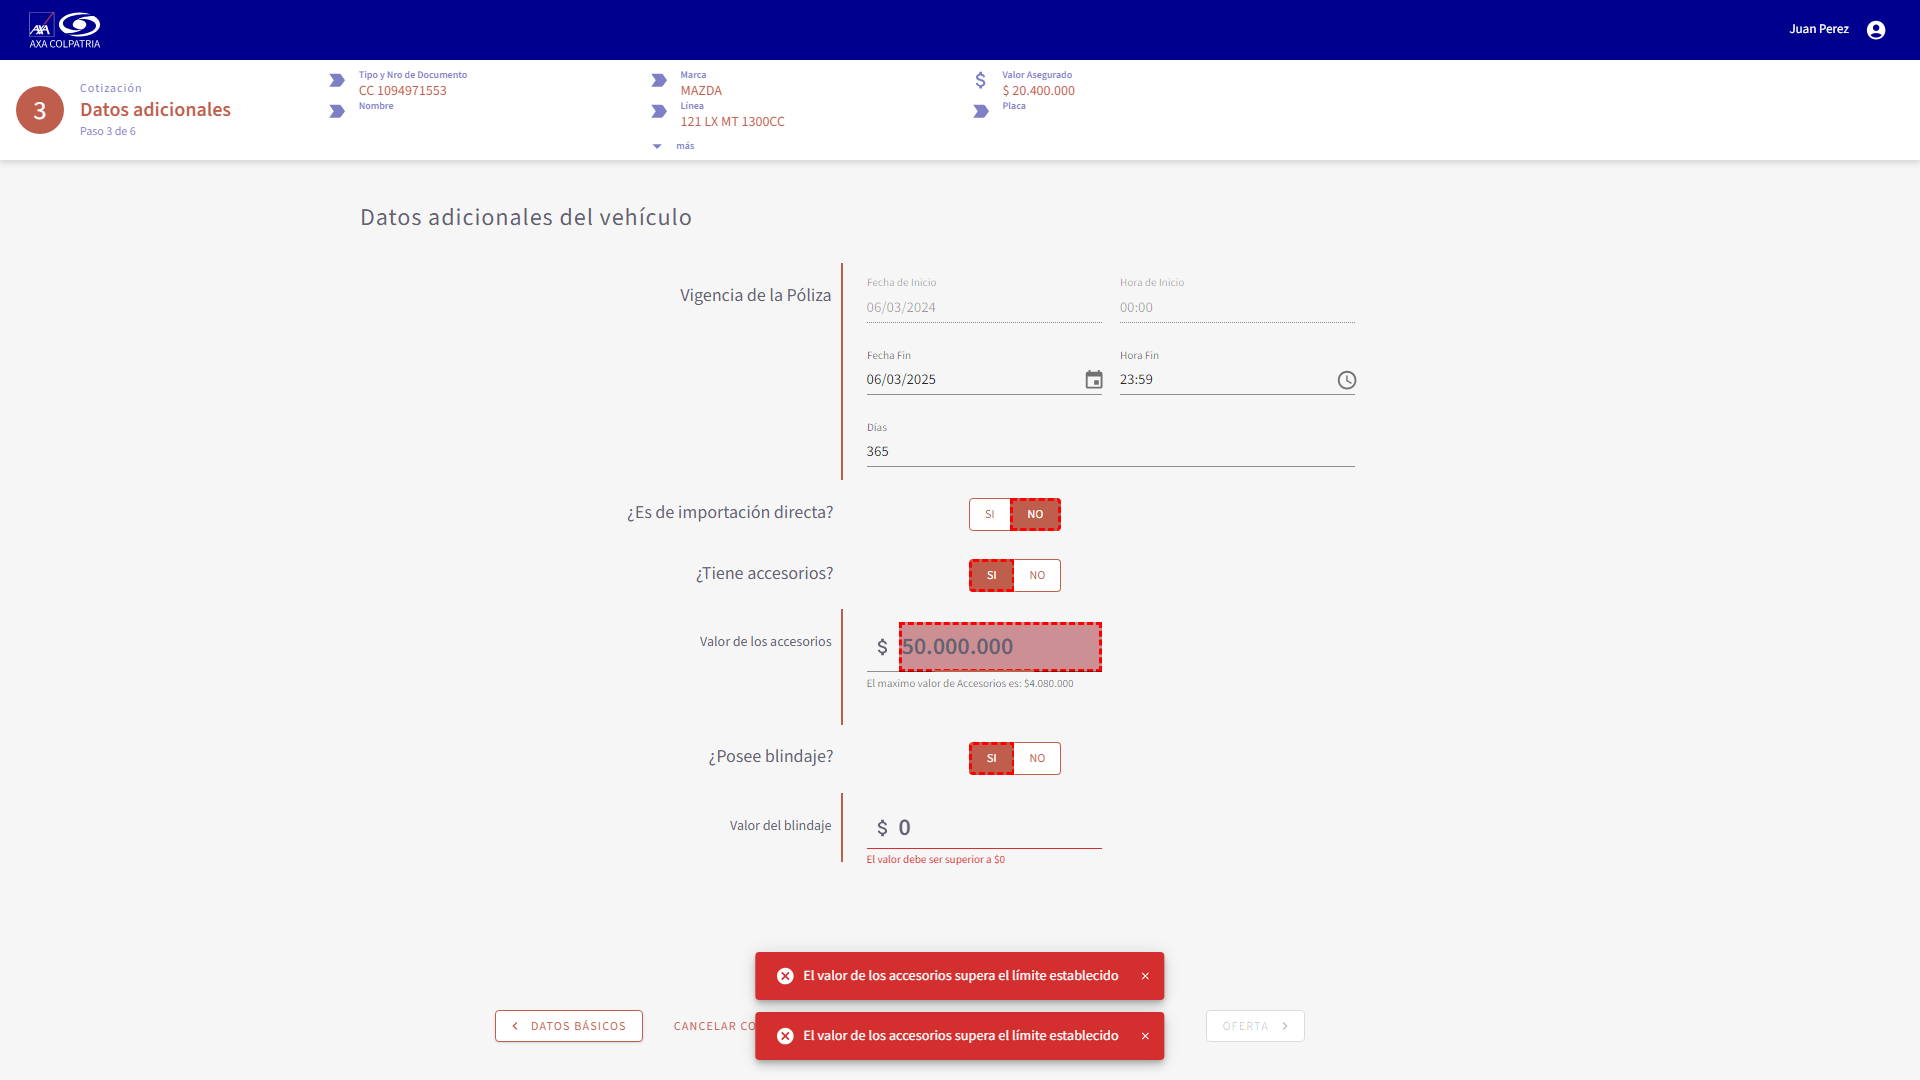 AXA
AXA COLPATRIA
Juan Perez
3
Cotización
Datos adicionales
Paso 3 de 6
Tipo y Nro de Documento
CC 1094971553
Nombre
Marca
MAZDA
Línea
121 LX MT 1300CC
más
$
Valor Asegurado
$ 20.400.000
Placa
Datos adicionales del vehículo
Vigencia de la Póliza
Fecha de Inicio
06/03/2024
Hora de Inicio
00:00
Fecha Fin
06/03/2025
Hora Fin
23:59
Días
365
¿Es de importación directa?
SI NO
¿Tiene accesorios?
SI NO
Valor de los accesorios
$ 50.000.000
El maximo valor de Accesorios es: $4.080.000
¿Posee blindaje?
SI NO
Valor del blindaje
$ 0
El valor debe ser superior a $0
El valor de los accesorios supera el límite establecido
DATOS BÁSICOS
CANCELAR CO
OFERTA
El valor de los accesorios supera el límite establecido